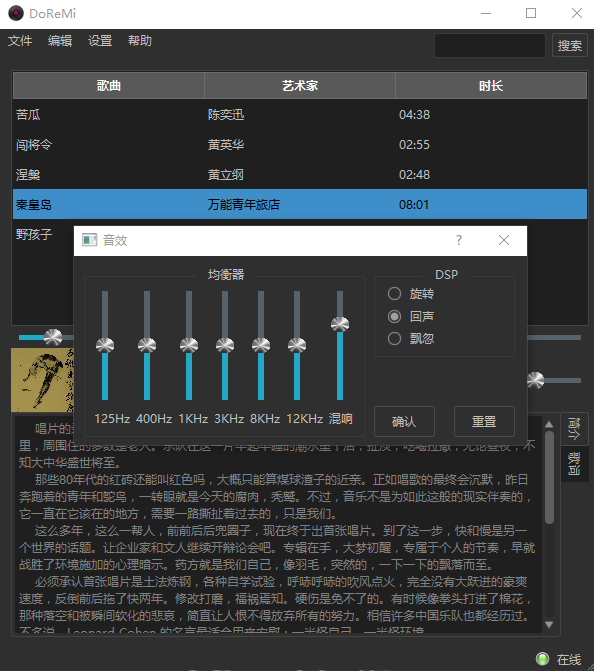 DoReMi
文件 编辑 设置 帮助 搜索
歌曲 艺术家 时长
苦瓜 陈奕迅 04:38
闯将令 黄英华 02:55
涅槃 黄立纲 02:48
秦皇岛 万能青年旅店 08:01
野孩子
音效 ?
均衡器 DSP
旋转
回声
飘忽
125Hz 400Hz 1KHz 3KHz 8KHz 12KHz 混响
确认 重置
简介
歌词
唱片的
里，周围住的多数是老人。
知大中华盛世将至。
那些80年代的红砖还能叫红色吗，大概只能算煤球渣子的近亲。正如唱歌的最终会沉默，昨日
奔跑着的青年和鸵鸟，一转眼就是今天的腐肉，秃鹫。不过，音乐不是为如此这般的现实伴奏的，
它一直在它该在的地方，需要一路撕扯着过去的，只是我们。
这么多年，这么一帮人，前前后后兜圈子，现在终于出首张唱片。到了这一步，快和慢是另一
个世界的话题。让企业家和文人继续开辩论会吧。专辑在手，大梦初醒，专属于个人的节奏，早就
战胜了环境施加的心理暗示。药方就是我们自己，像羽毛，突然的，一下一下的飘落而至。
必须承认首张唱片是土法炼钢，各种自学试验，呼哧呼哧的吹风点火，完全没有大跃进的豪爽
速度，反倒前后拖了快两年。修改打磨，福祸焉知。硬伤是免不了的。有时候像拳头打进了棉花，
那种落空和被瞬间软化的悲哀，简直让人恨不得放弃所有的努力。相信许多中国乐队也都经历过。
不多说，Leonard Cohen 的名言最适合用来安慰：一半怪自己，一半怪环境
在线